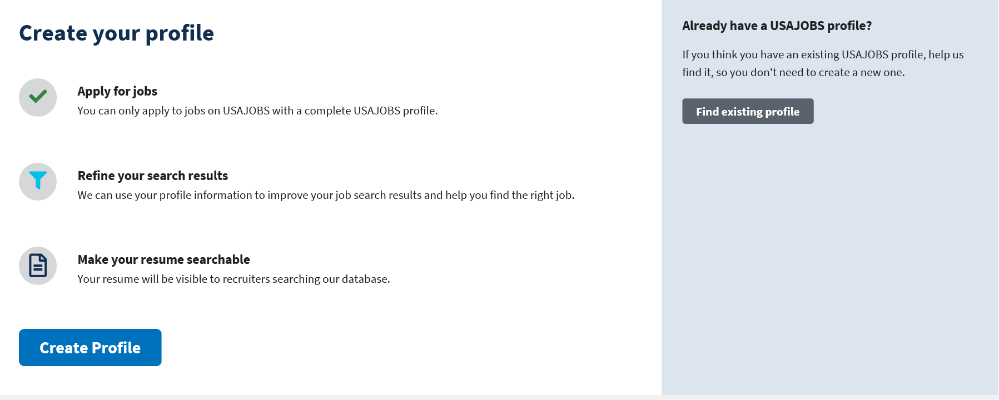 Create your profile
Apply for jobs
You can only apply to jobs on USAJOBS with a complete USAJOBS profile.
Refine your search results
We can use your profile information to improve your job search results and help you find the right job.
Make your resume searchable
Your resume will be visible to recruiters searching our database.
Create Profile
Already have a USAJOBS profile?
If you think you have an existing USAJOBS profile, help us
find it, so you don't need to create a new one.
Find existing profile